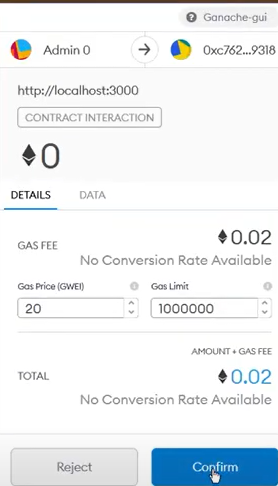 Ganache-gui
Admin 0
0xc762...9318
http://localhost:3000
CONTRACT INTERACTION
0
DETAILS
DATA
GAS FEE
0.02
No Conversion Rate Available
Gas Price (GWEI)
Gas Limit
20
1000000
AMOUNT + GAS FEE
TOTAL
0.02
No Conversion Rate Available
Reject
Confirm